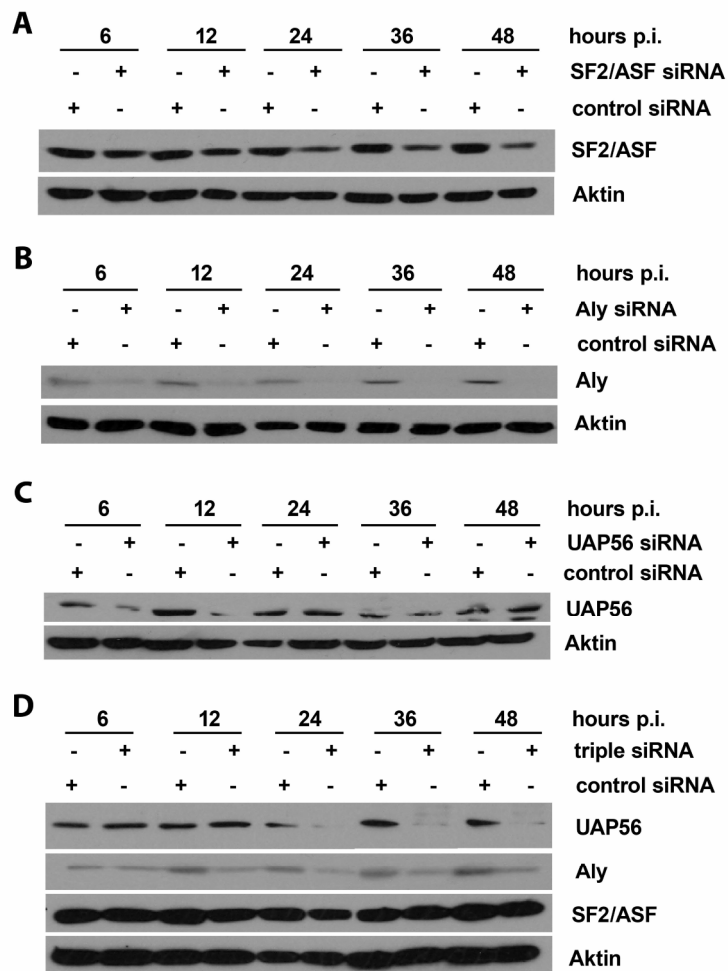 A
6 12 24 36 48 hours p.i.
- + - + - + - + - + SF2/ASF siRNA
+ - + - + - + - + - control siRNA
SF2/ASF
Aktin
B
6 12 24 36 48 hours p.i.
- + - + - + - + - + Aly siRNA
+ - + - + - + - + - control siRNA
Aly
Aktin
C
6 12 24 36 48 hours p.i.
- + - + - + - + - + UAP56 siRNA
+ - + - + - + - + - control siRNA
UAP56
Aktin
D
6 12 24 36 48 hours p.i.
- + - + - + - + - + triple siRNA
+ - + - + - + - + - control siRNA
UAP56
Aly
SF2/ASF
Aktin